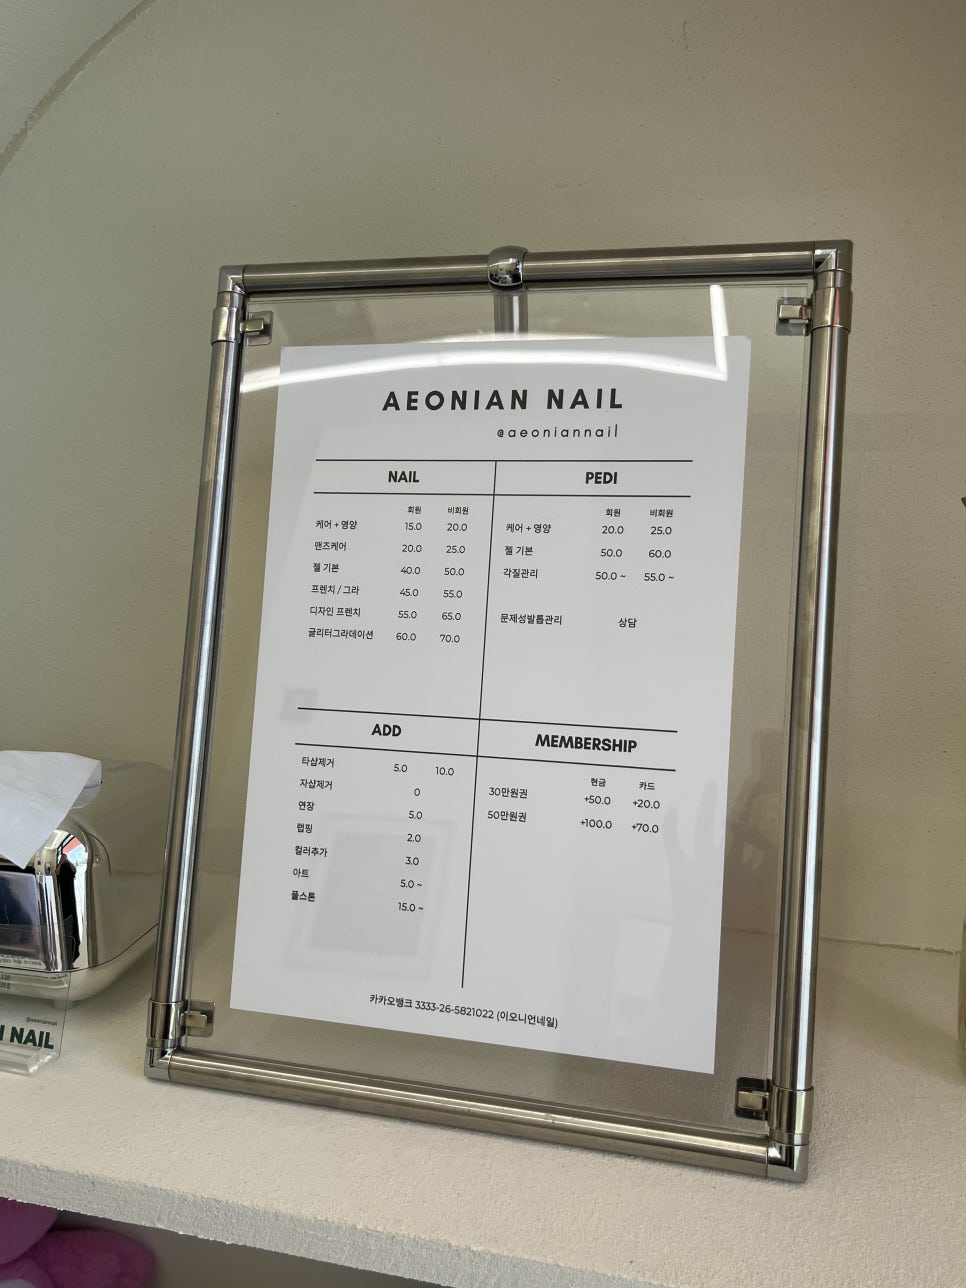 AEONIAN NAIL
@aeoniannail
NAIL
회원 비회원
케어 + 영양 15.0 20.0
맨즈케어 20.0 25.0
젤 기본 40.0 50.0
프렌치 / 그라 45.0 55.0
디자인 프렌치 55.0 65.0
글리터그라데이션 60.0 70.0
PEDI
회원 비회원
케어 + 영양 20.0 25.0
젤 기본 50.0 60.0
각질관리 50.0 ~ 55.0 ~
문제성발톱관리 상담
ADD
타샵제거 5.0 10.0
자샵제거 0
연장 5.0
랩핑 2.0
컬러추가 3.0
아트 5.0 ~
풀스톤 15.0 ~
MEMBERSHIP
현금 카드
30만원권 +50.0 +20.0
50만원권 +100.0 +70.0
카카오뱅크 3333-26-5821022 (이오니언네일)
@aeoniannail
NAIL